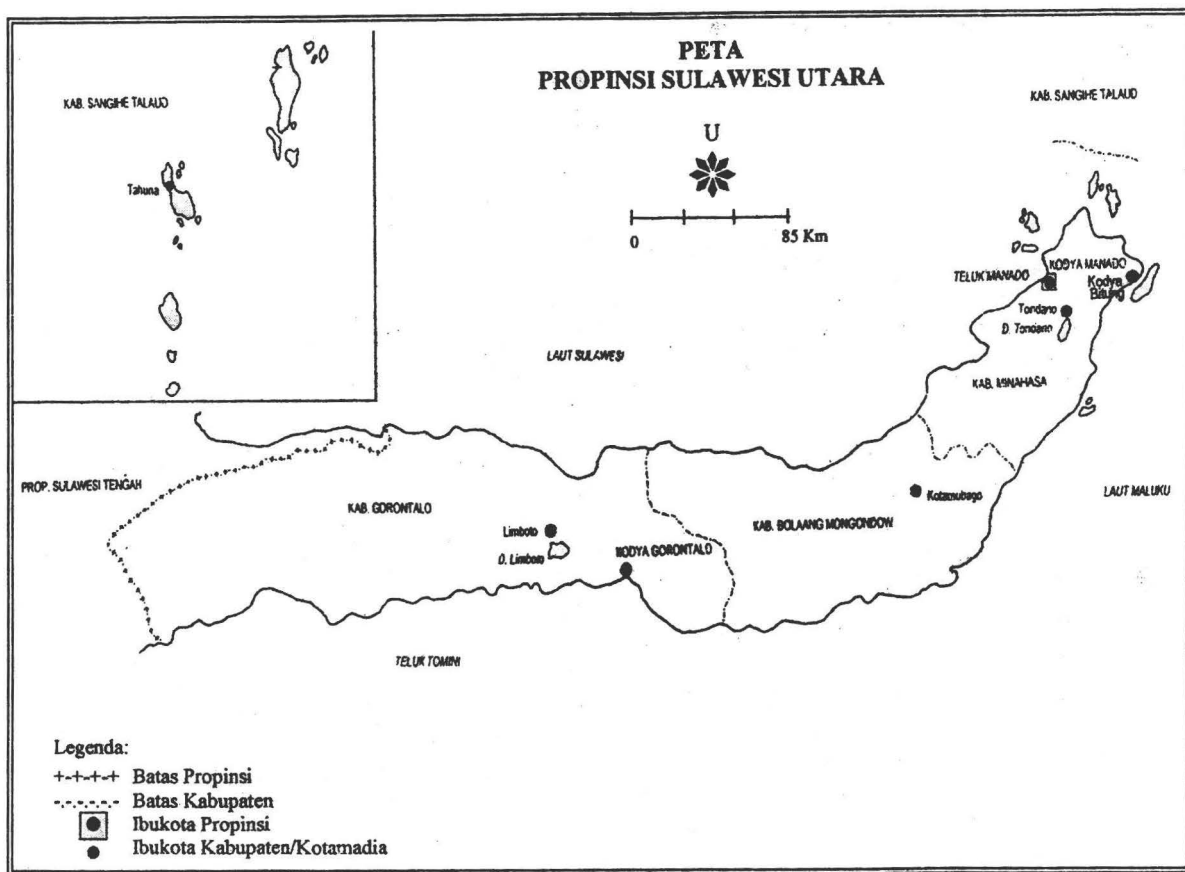 PETA
PROPINSI SULAWESI UTARA
KAB. SANGIHE TALAUD
Tahuna
KAB. SANGIHE TALAUD
U
0 85 Km
TELUK MANADO
KODYA MANADO
Kodya
Bitung
Tondano
D. Tondano
LAUT SULAWESI
KAB. MINAHASA
PROP. SULAWESI TENGAH
KAB. GORONTALO
Kotamubago
LAUT MALUKU
KAB. BOLAANG MONGONDOW
Limboto
D. Limboto
KODYA GORONTALO
TELUK TOMINI
Legenda:
+-+-+-+ Batas Propinsi
Batas Kabupaten
Ibukota Propinsi
Ibukota Kabupaten/Kotamadia